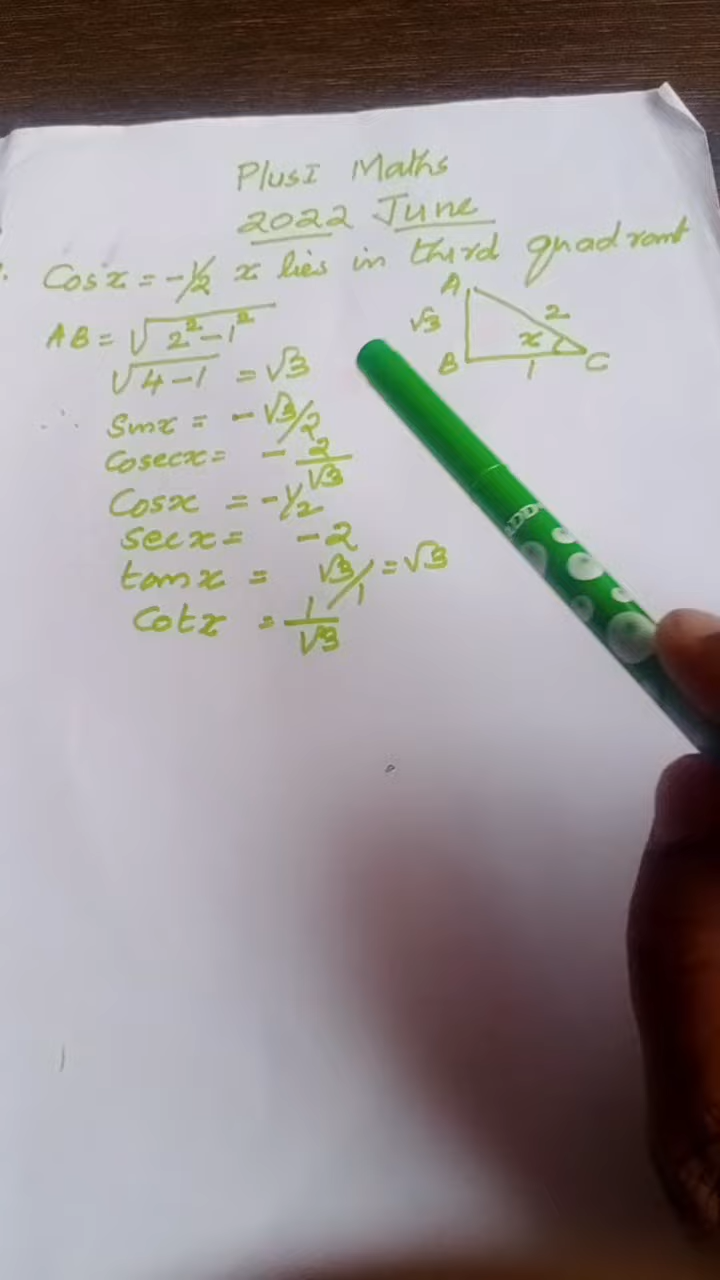 Plus I Maths
2022 June
Cos x = -1/2 x lies in third quadrant
A
√3
2
x
B
1
C
AB = √2² - 1²
√4-1 = √3
Sin x = -√3/2
Cosec x = - 2/√3
Cos x = -1/2
sec x = -2
tan x = √3/1 = √3
Cot x = 1/√3